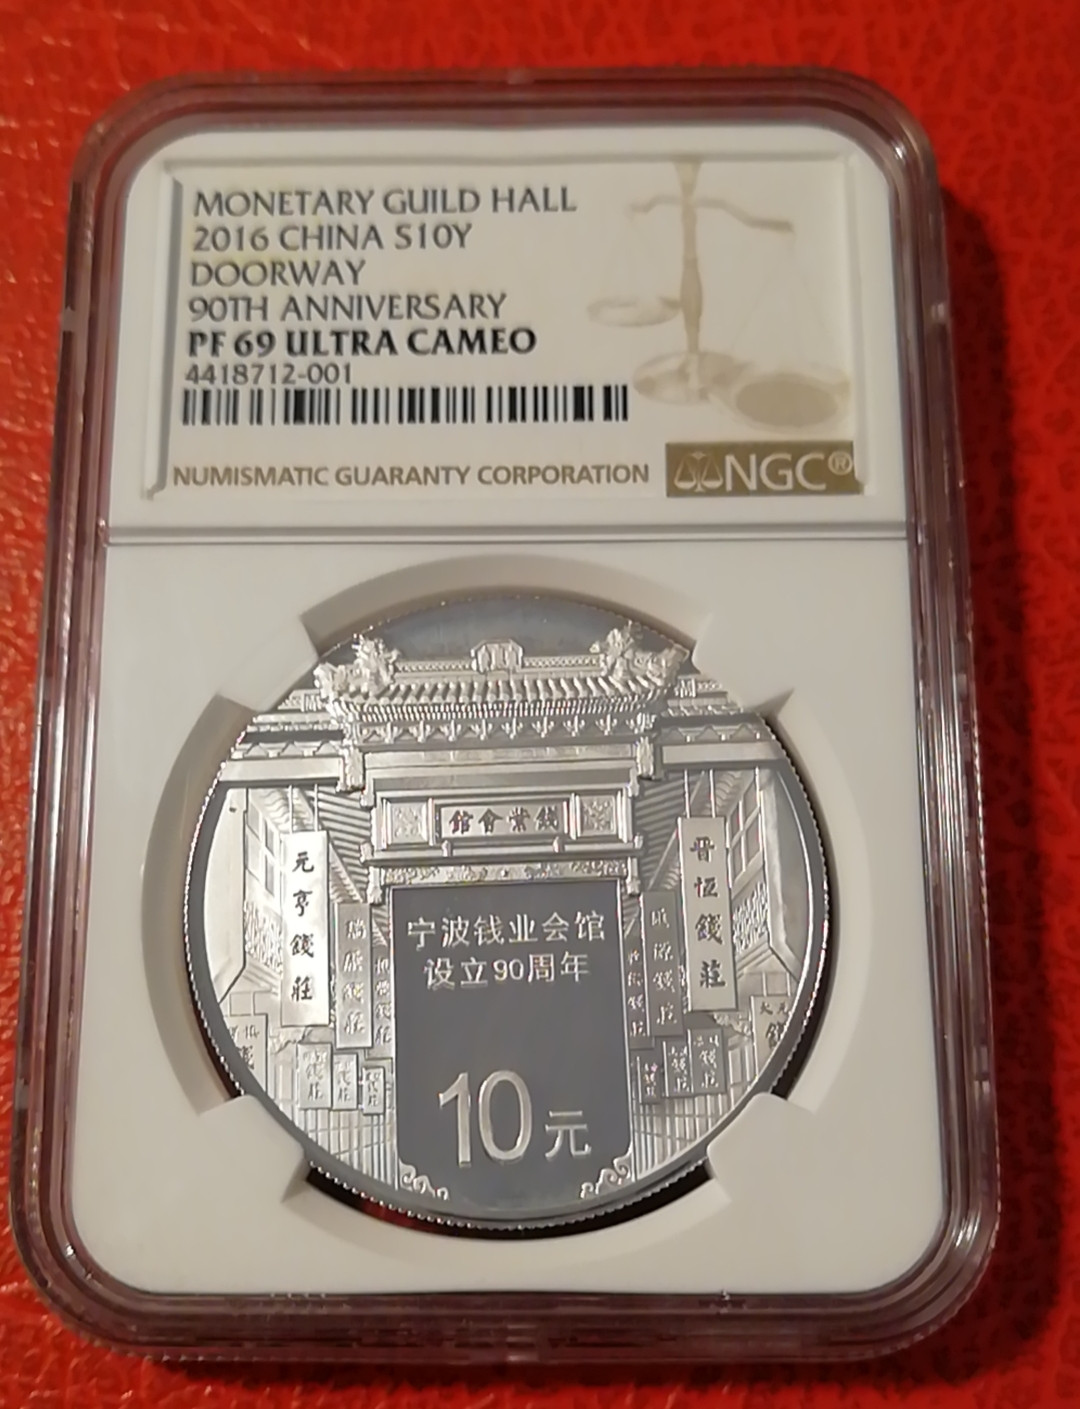 MONETARY GUILD HALL
2016 CHINA S10Y
DOORWAY
90TH ANNIVERSARY
PF 69 ULTRA CAMEO
4418712-001
NUMISMATIC GUARANTY CORPORATION
NGC®
館會業錢
元亨錢莊
晋恒錢莊
宁波钱业会馆
设立90周年
10元